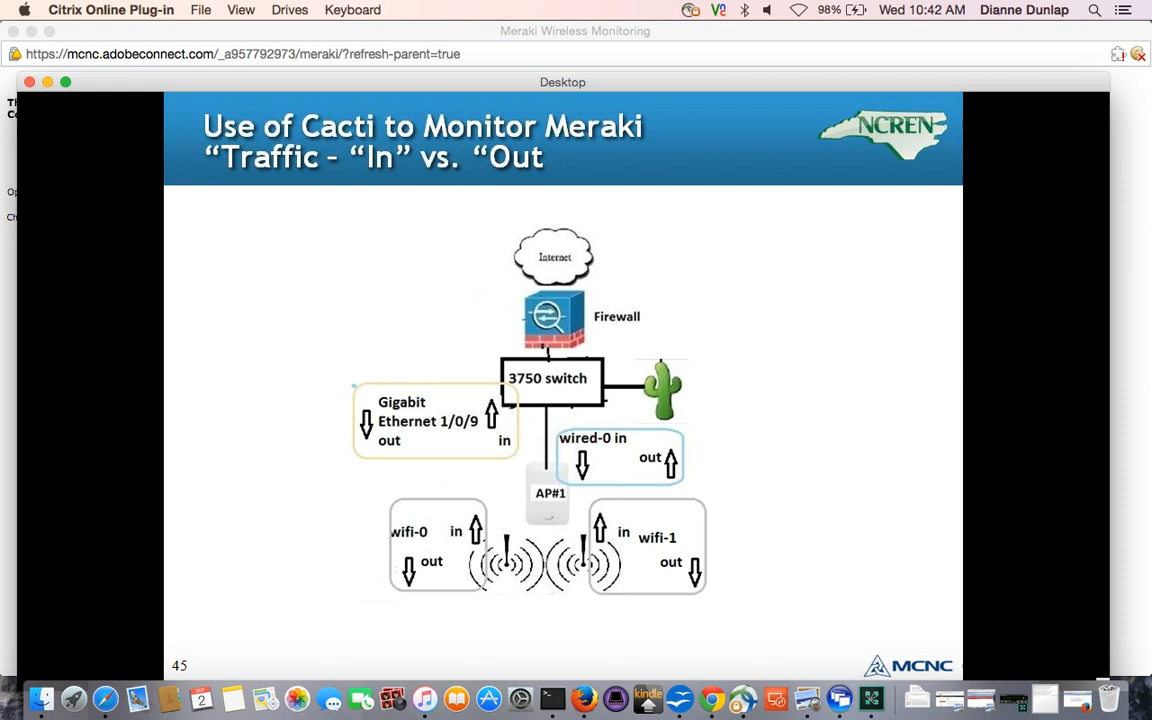 Citrix Online Plug-in File View Drives Keyboard 98% Wed 10:42 AM Dianne Dunlap
Meraki Wireless Monitoring
https://mcnc.adobeconnect.com/_a957792973/meraki/?refresh-parent=true
Desktop
Use of Cacti to Monitor Meraki
“Traffic – “In” vs. “Out
NCREN
Internet
Firewall
3750 switch
Gigabit
Ethernet 1/0/9
out in
wired-0 in
out
AP#1
wifi-0 in
out
in wifi-1
out
45
MCNC
2
kindle